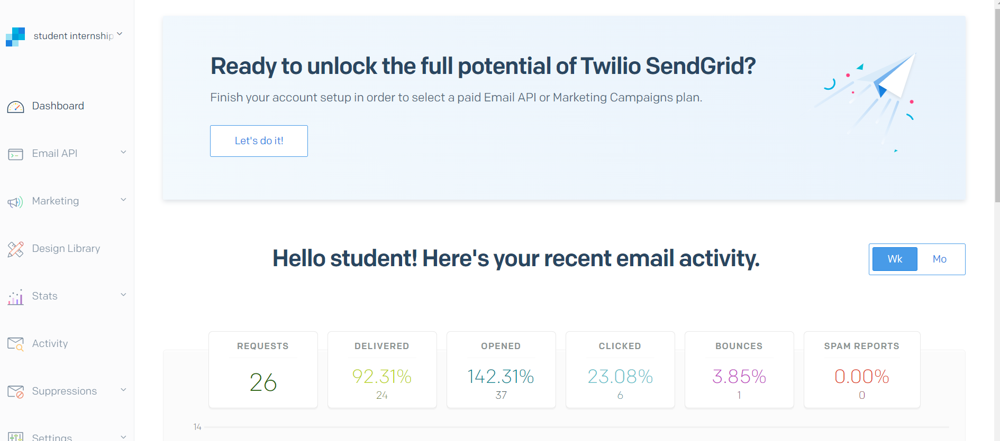 student internship
Dashboard
Email API
Marketing
Design Library
Stats
Activity
Suppressions
Settings
Ready to unlock the full potential of Twilio SendGrid?
Finish your account setup in order to select a paid Email API or Marketing Campaigns plan.
Let's do it!
Hello student! Here's your recent email activity.
Wk Mo
REQUESTS
26
DELIVERED
92.31%
24
OPENED
142.31%
37
CLICKED
23.08%
6
BOUNCES
3.85%
1
SPAM REPORTS
0.00%
0
14